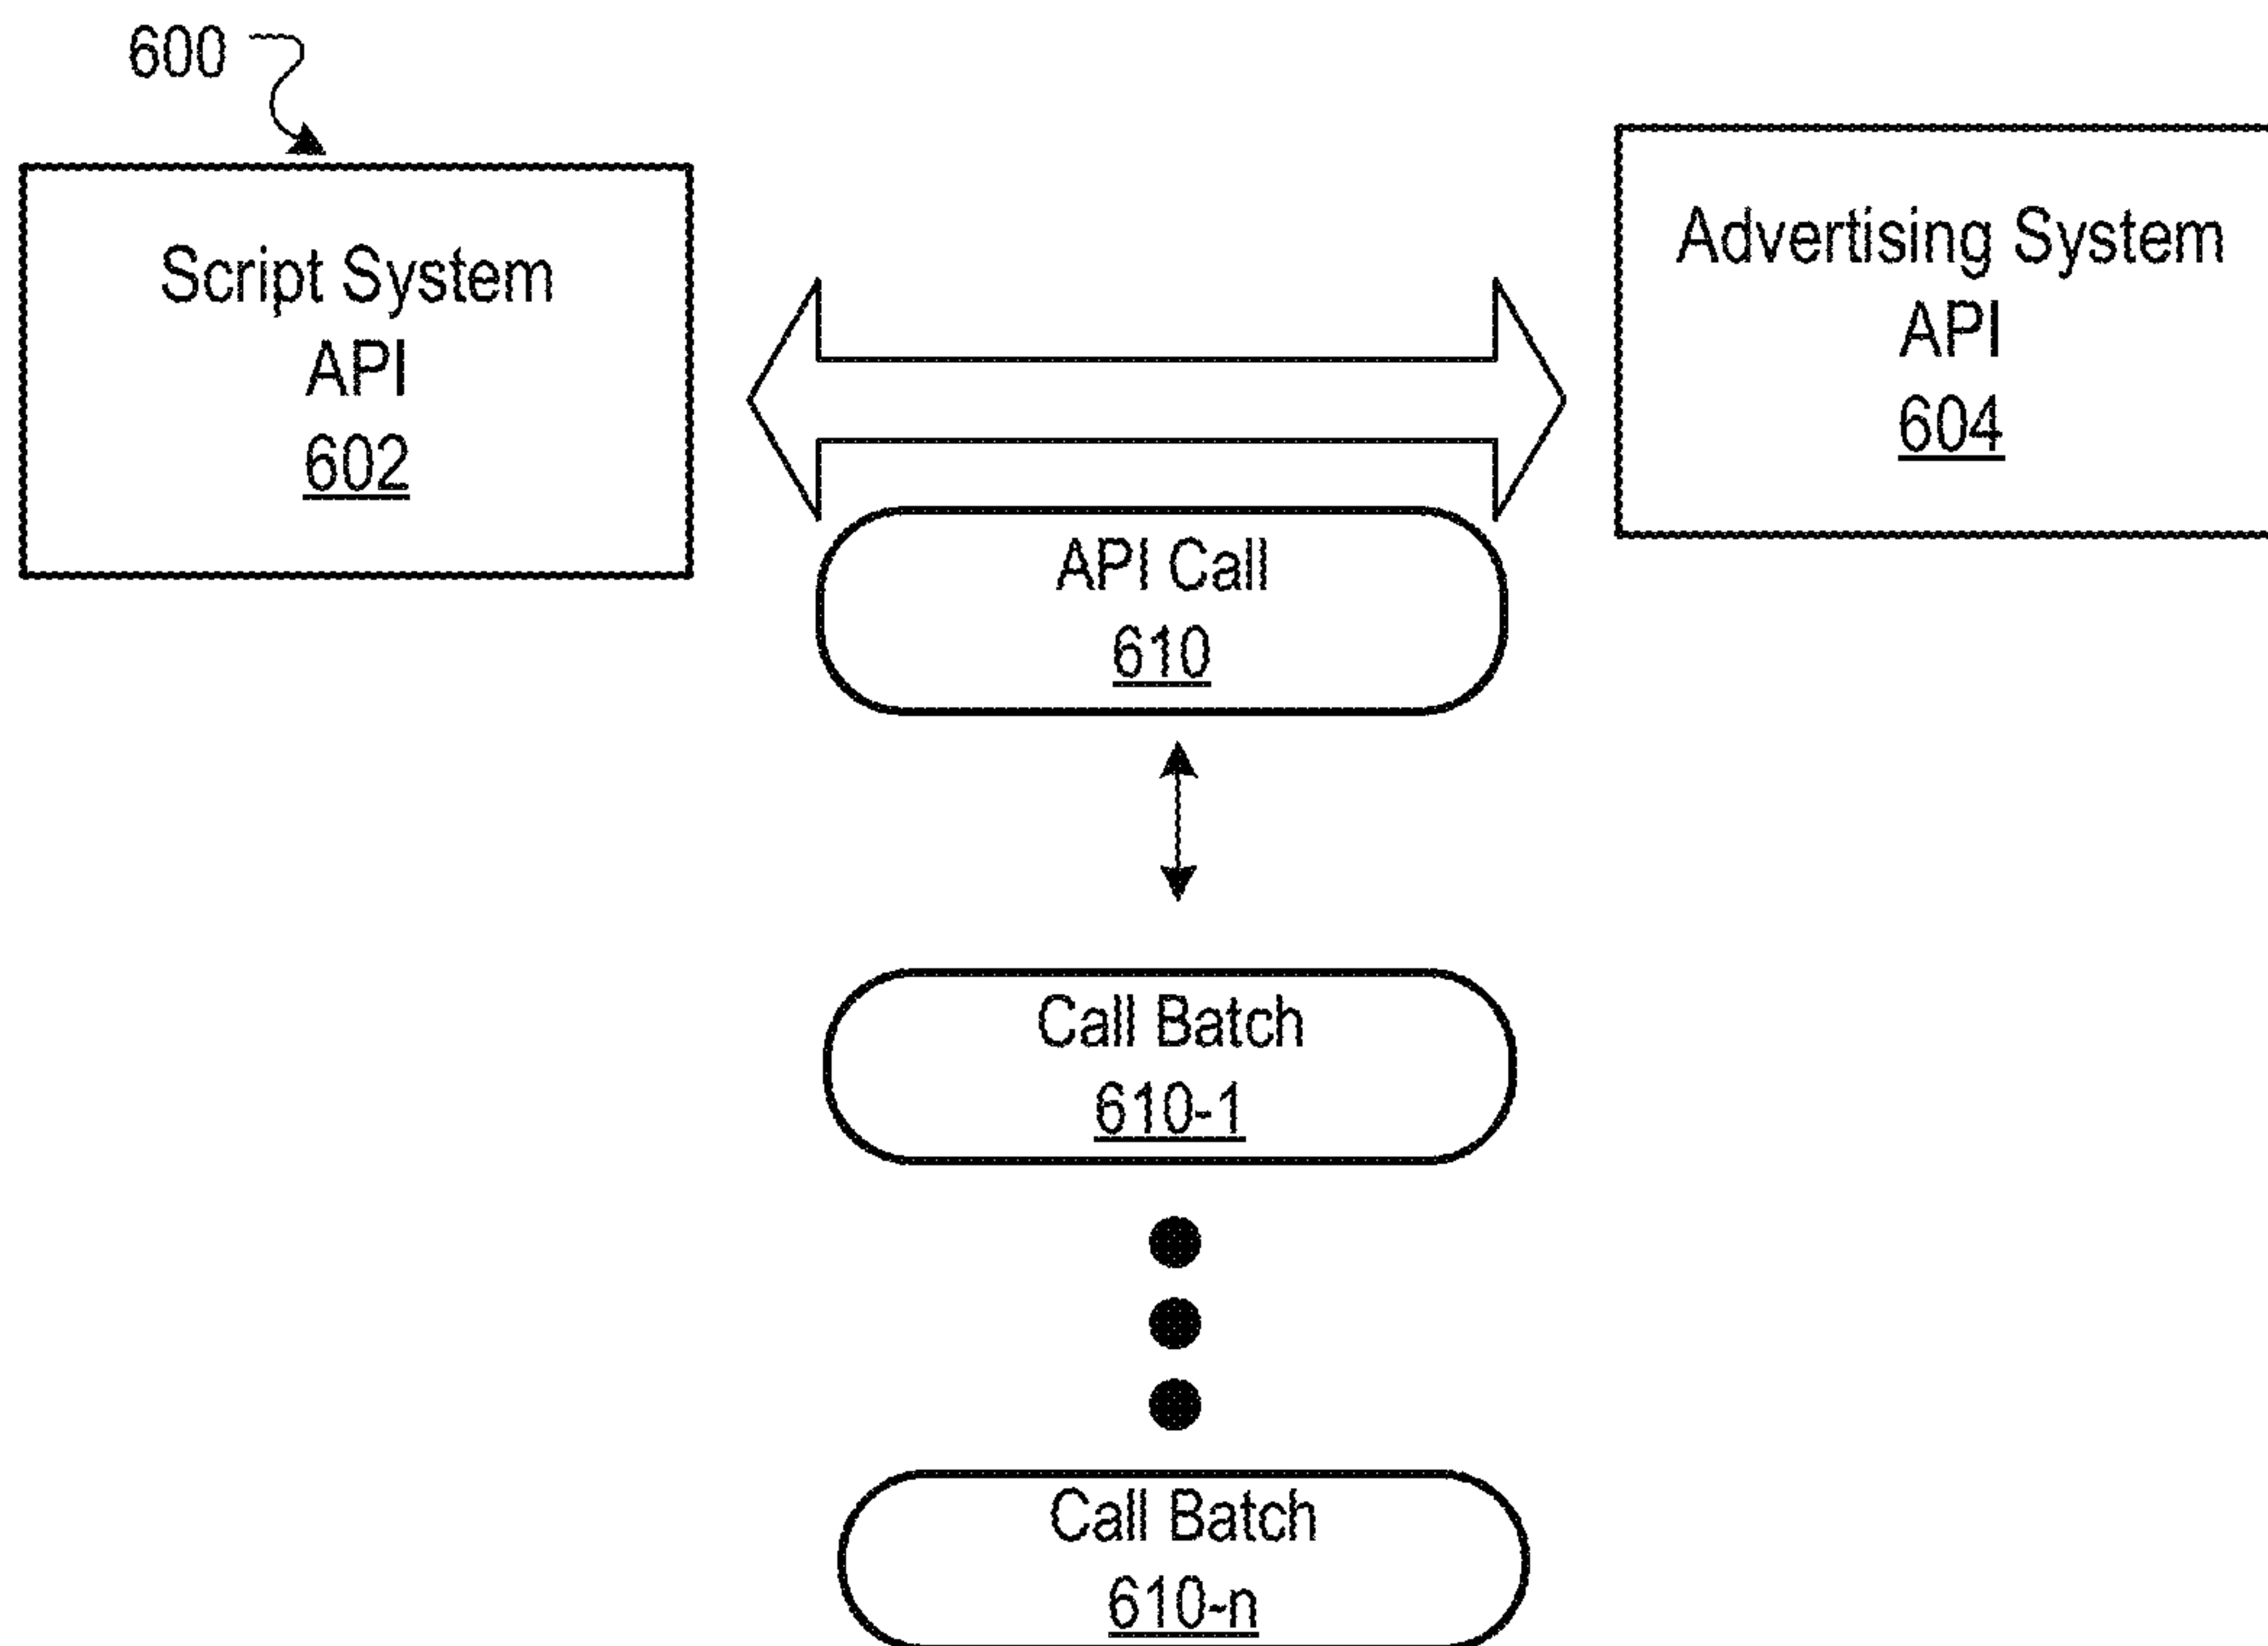 600
Script System
API
602
Advertising System
API
604
API Call
610
Call Batch
610-1
Call Batch
610-n